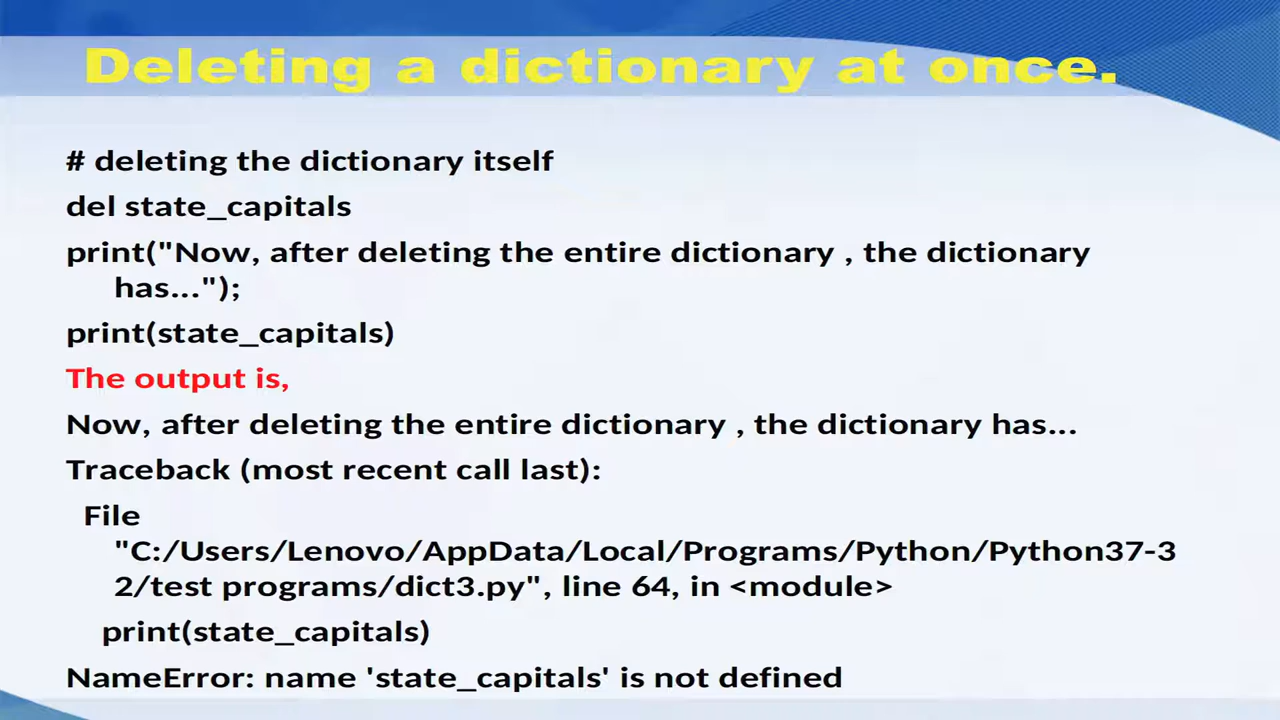 Deleting a dictionary at once.
# deleting the dictionary itself
del state_capitals
print("Now, after deleting the entire dictionary , the dictionary
has...");
print(state_capitals)
The output is,
Now, after deleting the entire dictionary , the dictionary has...
Traceback (most recent call last):
File
"C:/Users/Lenovo/AppData/Local/Programs/Python/Python37-3
2/test programs/dict3.py", line 64, in <module>
print(state_capitals)
NameError: name 'state_capitals' is not defined